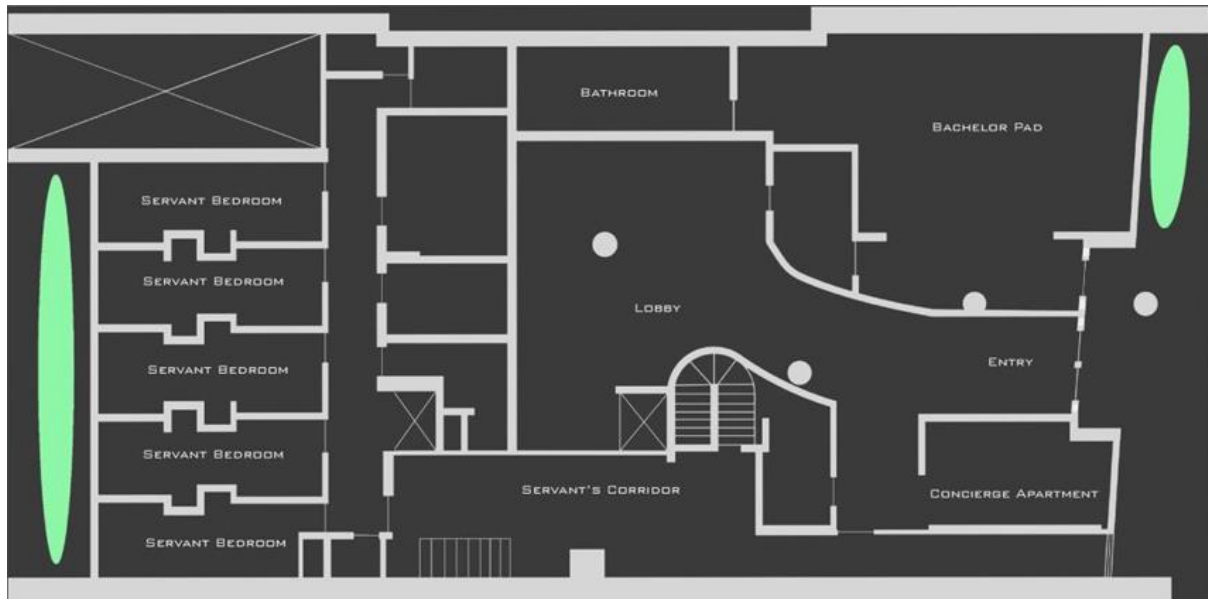 Bathroom
Bachelor Pad
Servant Bedroom
Servant Bedroom
Lobby
Entry
Servant Bedroom
Servant Bedroom
Servant's Corridor
Concierge Apartment
Servant Bedroom